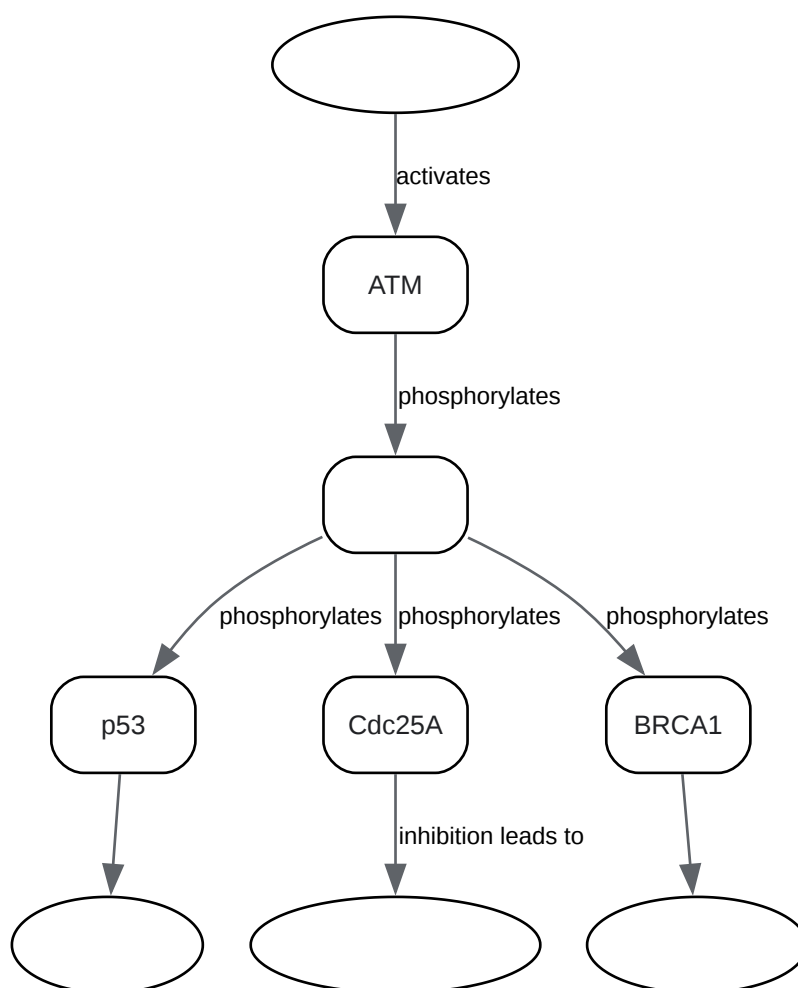 activates
ATM
phosphorylates
phosphorylates phosphorylates phosphorylates
p53 Cdc25A BRCA1
inhibition leads to